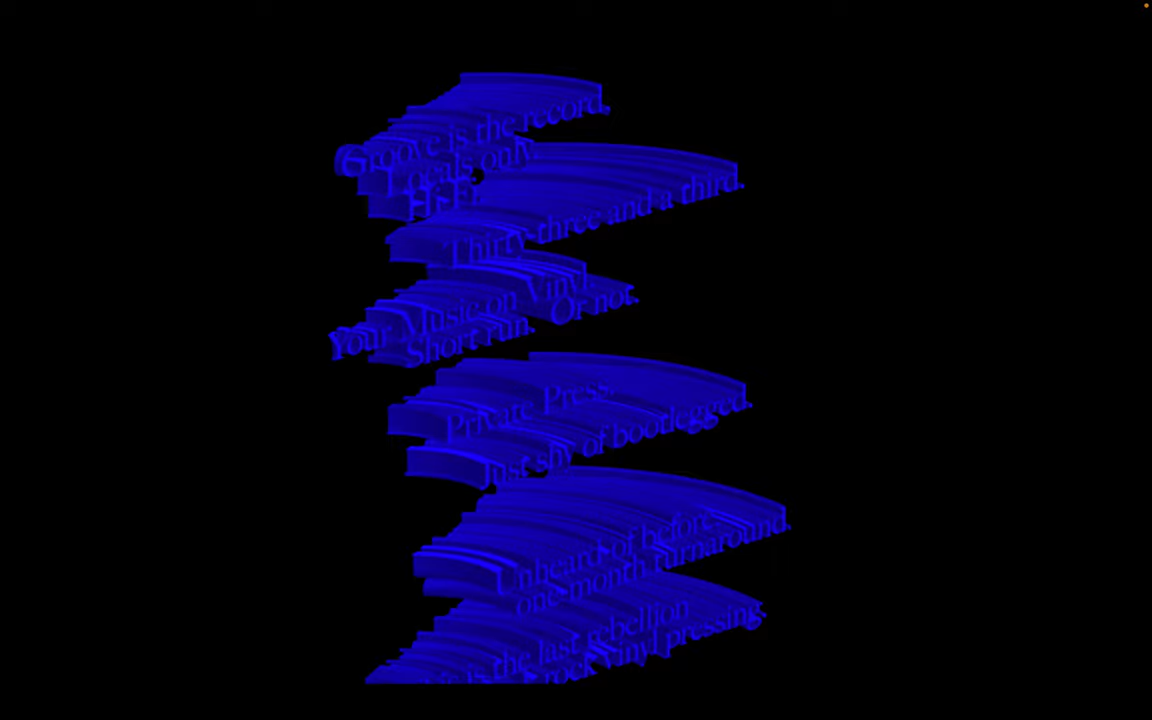 Groove is the record.
Locals only.
Hi-Fi
Thirty-three and a third.
Your Music on Vinyl.
Or not.
Short run.
Private Press.
Just shy of bootlegged.
Unheard of before
one-month turnaround.
is the last rebellion
rock vinyl pressing.